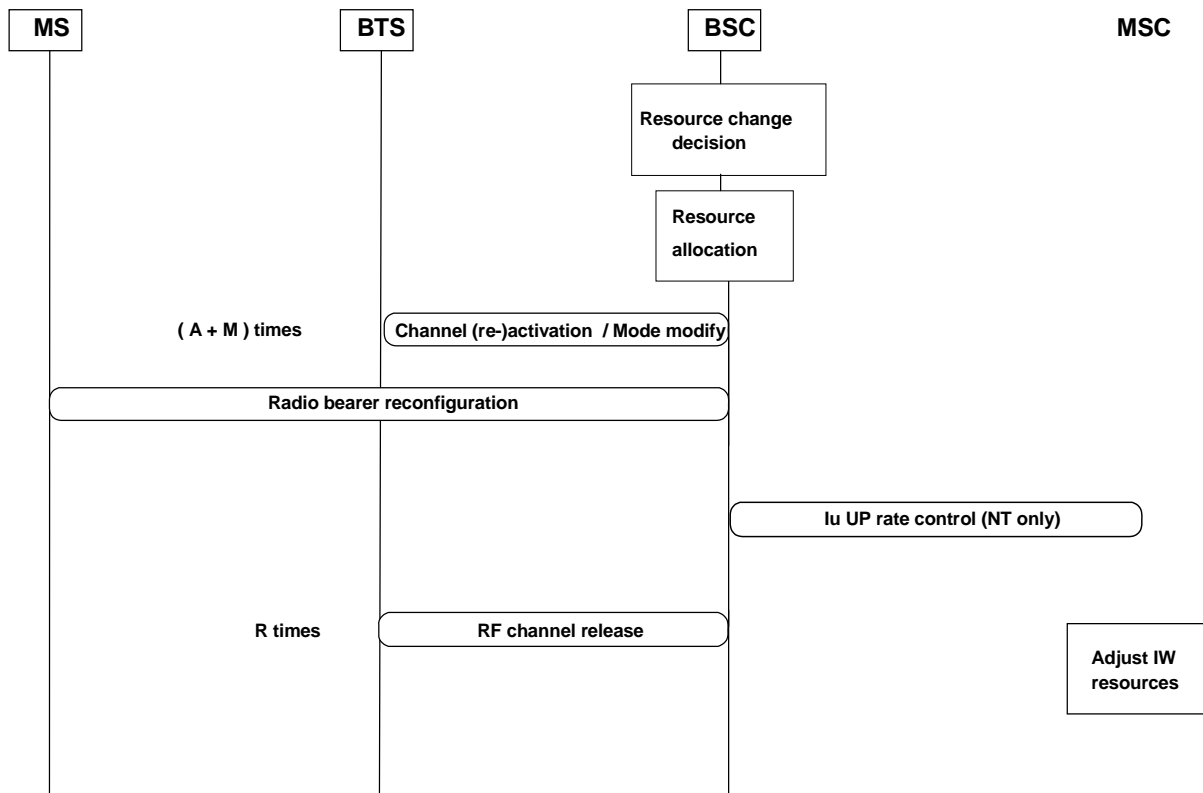 MS BTS BSC MSC
Resource change
decision
Resource
allocation
( A + M ) times Channel (re-)activation / Mode modify
Radio bearer reconfiguration
Iu UP rate control (NT only)
R times RF channel release
Adjust IW
resources